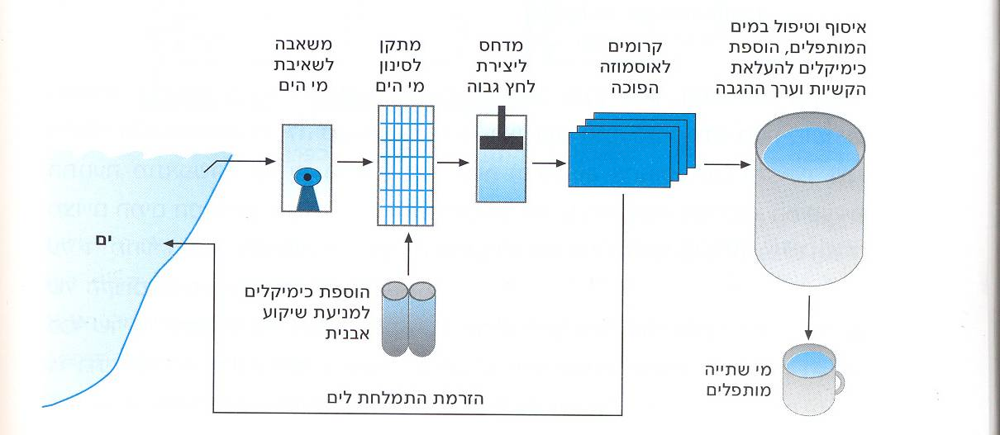 משאבה
לשאיבת
מי הים
מתקן
לסינון
מי הים
מדחס
ליצירת
לחץ גבוה
קרומים
לאוסמוזה
הפוכה
איסוף וטיפול במים
המותפלים, הוספת
כימיקלים להעלאת
הקשיות וערך ההגבה
ים
הוספת כימיקלים
למניעת שיקוע
אבנית
מי שתייה
מותפלים
הזרמת התמלחת לים